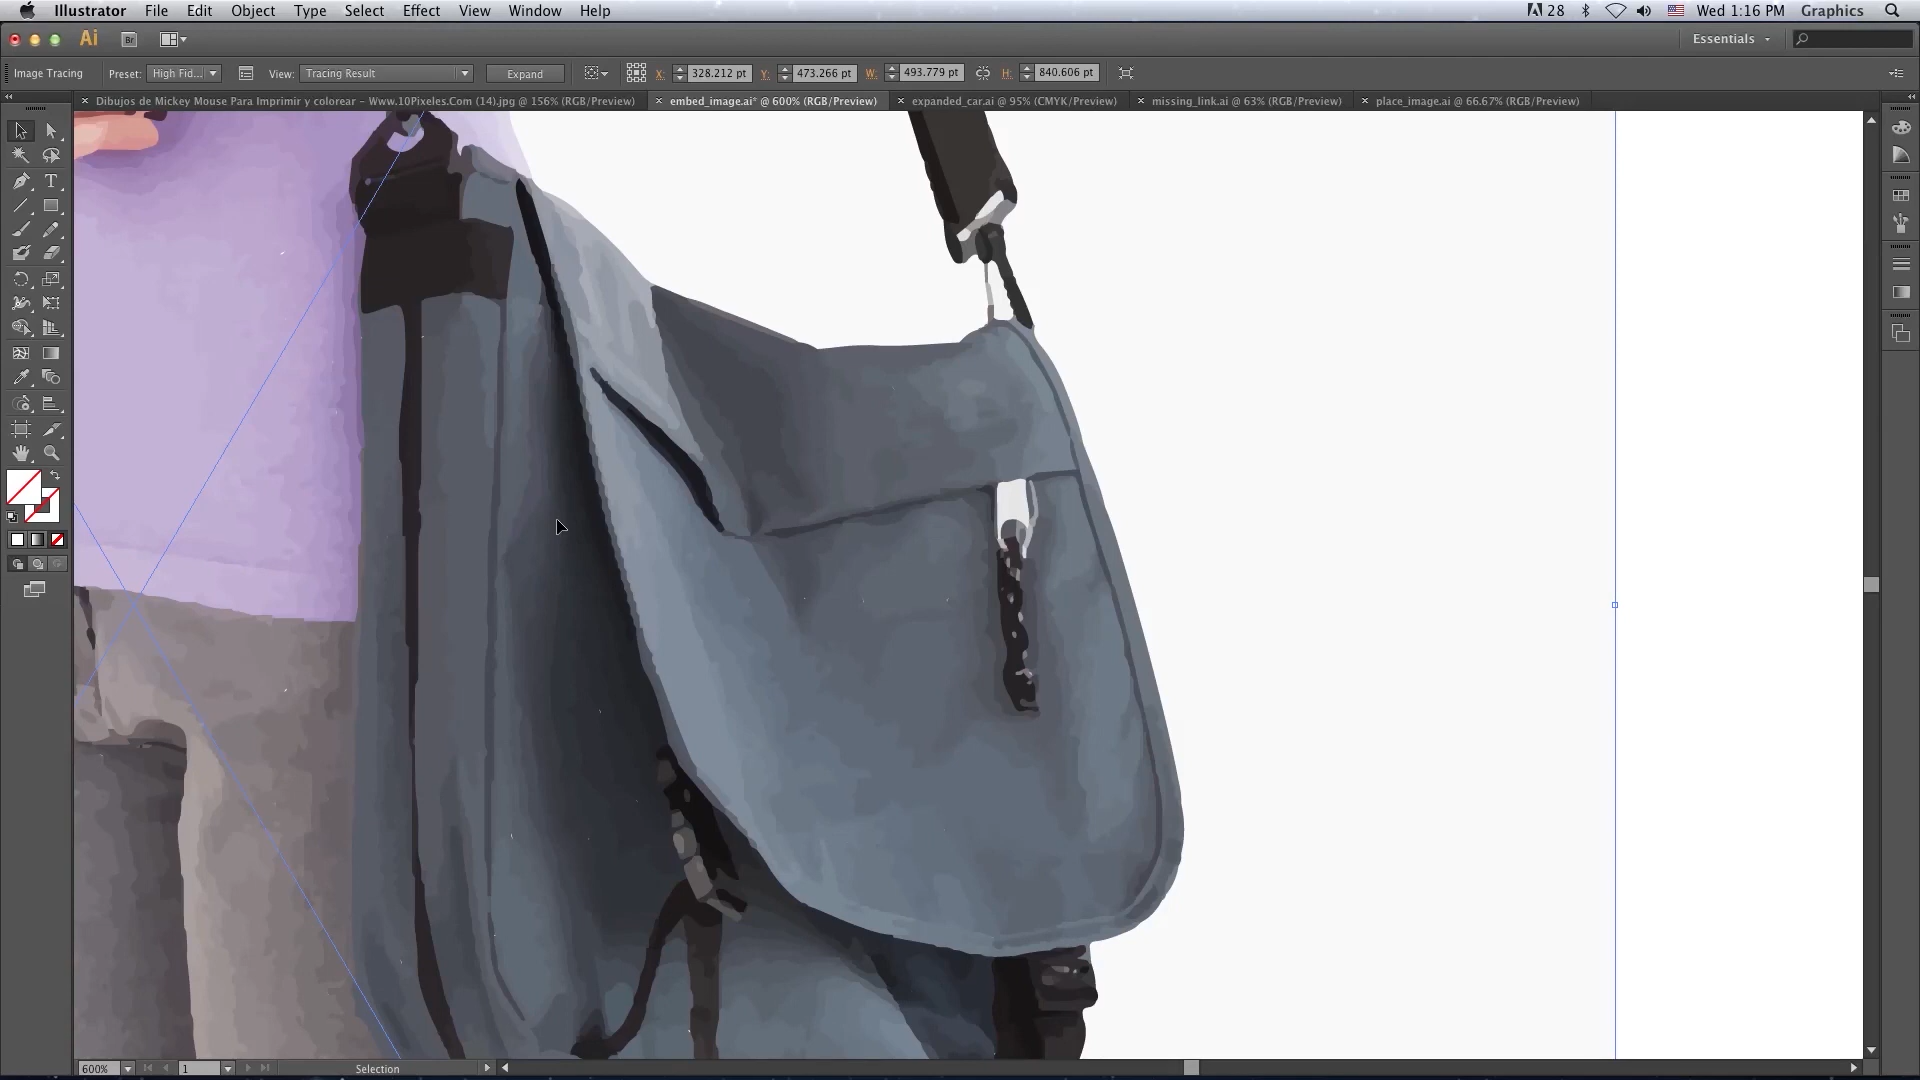 Illustrator File Edit Object Type Select Effect View Window Help 28 Wed 1:16 PM Graphics
Ai Br Essentials
Image Tracing Preset: High Fid... View: Tracing Result Expand X: 328.212 pt Y: 473.266 pt W: 493.779 pt H: 840.606 pt
Dibujos de Mickey Mouse Para Imprimir y colorear - Www.10Pixeles.Com (14).jpg @ 156% (RGB/Preview) embed_image.ai* @ 600% (RGB/Preview) expanded_car.ai @ 95% (CMYK/Preview) missing_link.ai @ 63% (RGB/Preview) place_image.ai @ 66.67% (RGB/Preview)
600% 1 Selection